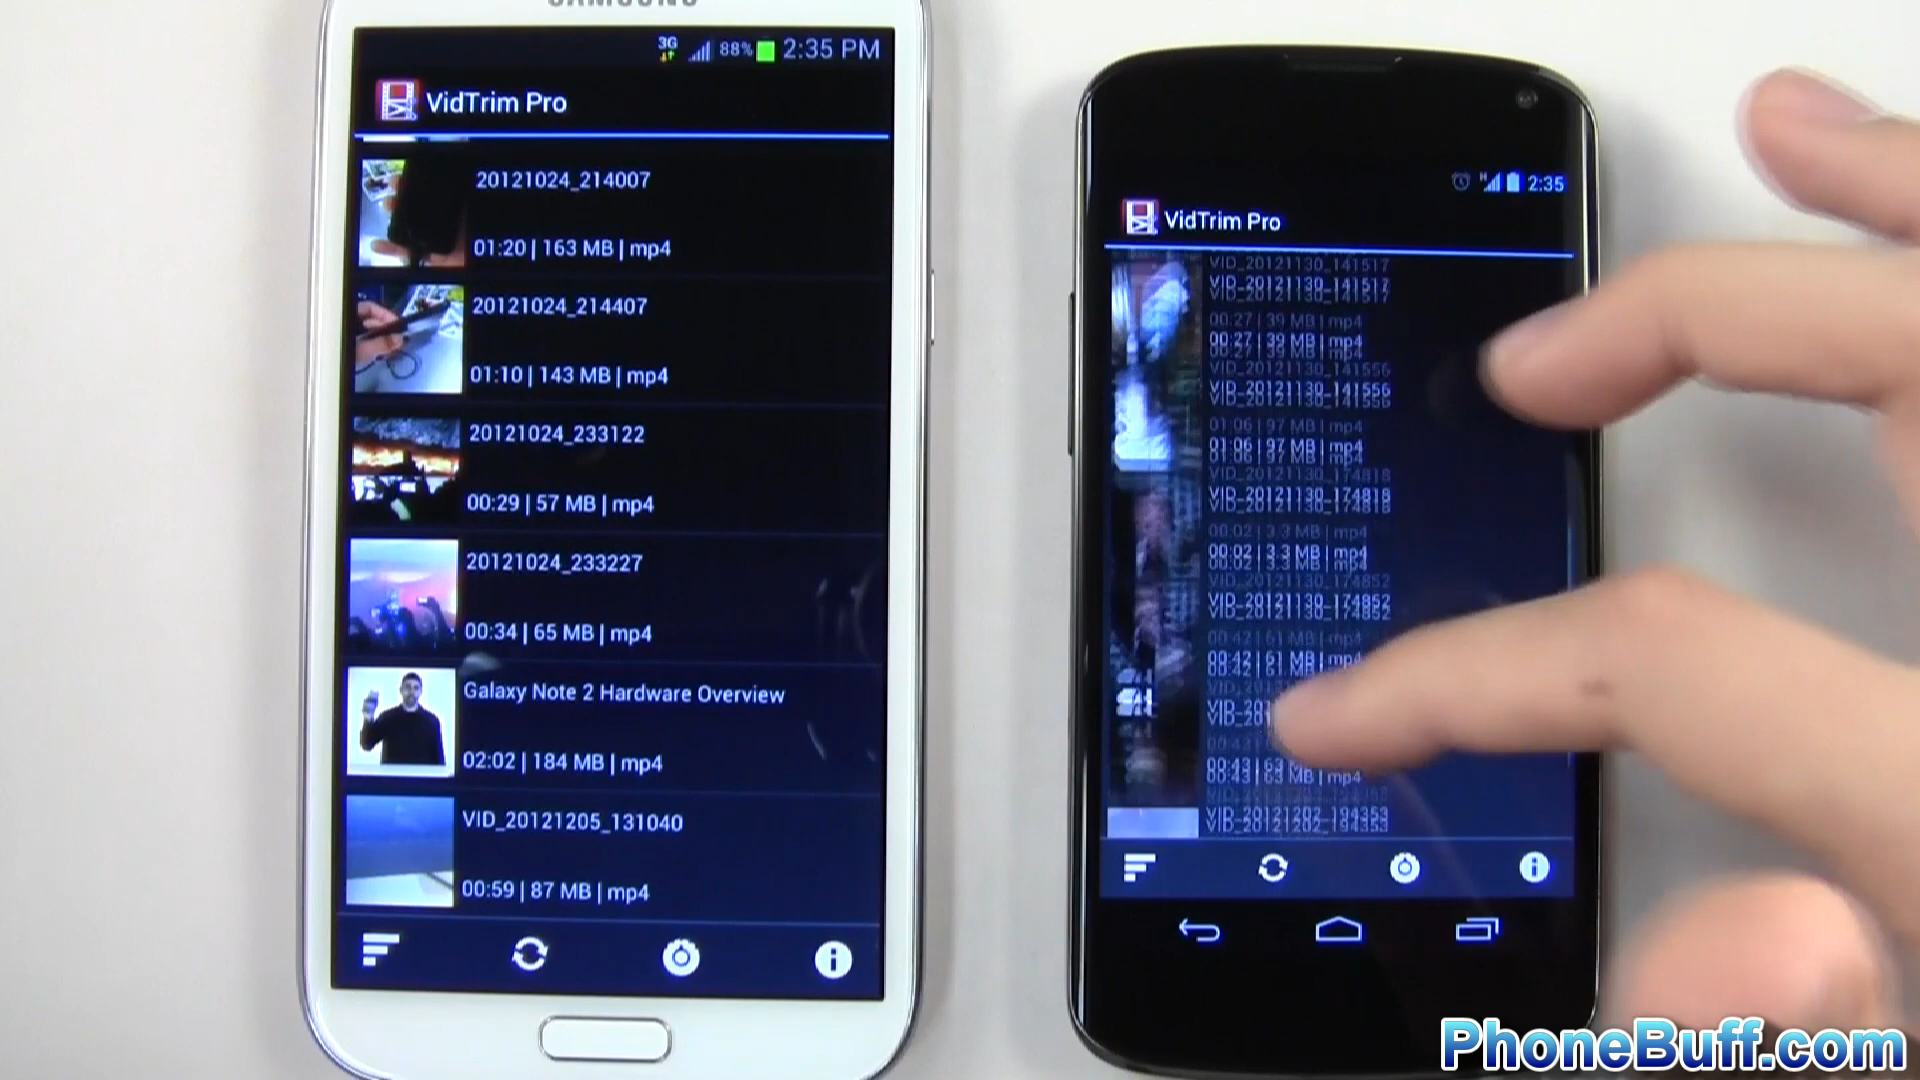 SAMSUNG
3G 88% 2:35 PM
VidTrim Pro
20121024_214007
01:20 | 163 MB | mp4
20121024_214407
01:10 | 143 MB | mp4
20121024_233122
00:29 | 57 MB | mp4
20121024_233227
00:34 | 65 MB | mp4
Galaxy Note 2 Hardware Overview
02:02 | 184 MB | mp4
VID_20121205_131040
00:59 | 87 MB | mp4
H 2:35
VidTrim Pro
VID_20121130_141517
00:27 | 39 MB | mp4
VID_20121130_141556
01:06 | 97 MB | mp4
VID_20121130_174818
00:02 | 3.3 MB | mp4
VID_20121130_174852
00:42 | 61 MB | mp4
00:43 | 63 MB | mp4
VID_20121202_194353
PhoneBuff.com